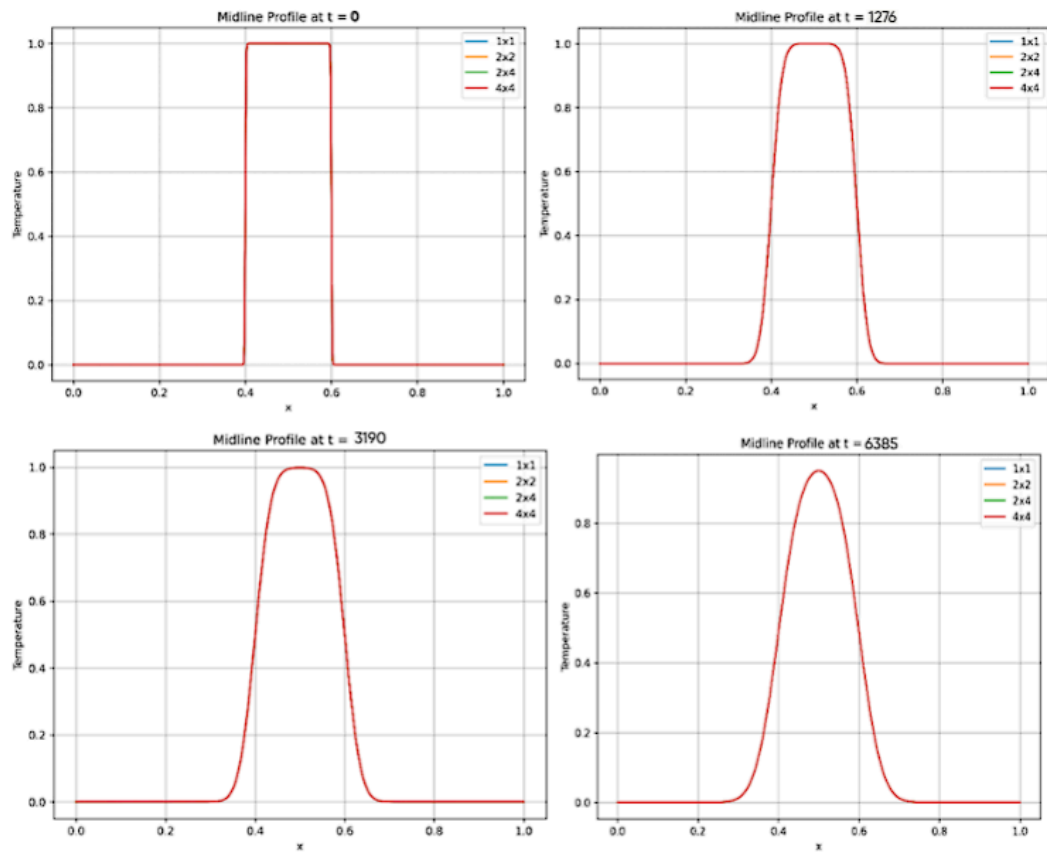 Midline Profile at t = 0
1.0
0.8
0.6
0.4
0.2
0.0
Temperature
0.0 0.2 0.4 0.6 0.8 1.0
x
1x1
2x2
2x4
4x4
Midline Profile at t = 1276
1.0
0.8
0.6
0.4
0.2
0.0
Temperature
0.0 0.2 0.4 0.6 0.8 1.0
x
1x1
2x2
2x4
4x4
Midline Profile at t = 3190
1.0
0.8
0.6
0.4
0.2
0.0
Temperature
0.0 0.2 0.4 0.6 0.8 1.0
x
1x1
2x2
2x4
4x4
Midline Profile at t = 6385
0.8
0.6
0.4
0.2
0.0
Temperature
0.0 0.2 0.4 0.6 0.8 1.0
x
1x1
2x2
2x4
4x4